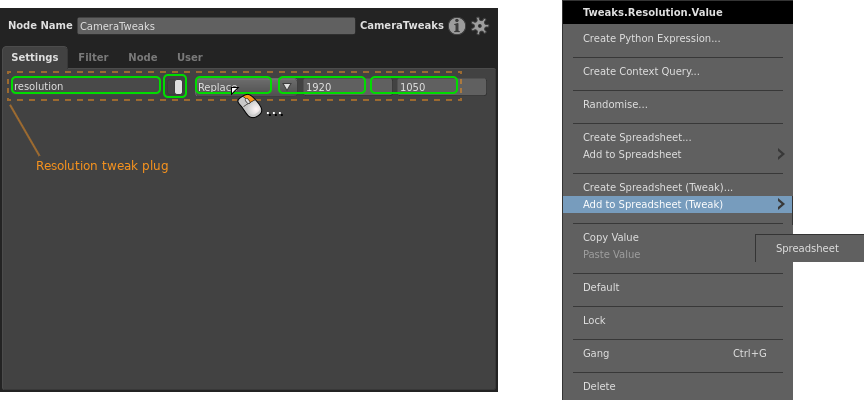 Node Name CameraTweaks CameraTweaks
Settings Filter Node User
resolution Replace 1920 1050
...
Resolution tweak plug
Tweaks.Resolution.Value
Create Python Expression...
Create Context Query...
Randomise...
Create Spreadsheet...
Add to Spreadsheet
Create Spreadsheet (Tweak)...
Add to Spreadsheet (Tweak)
Copy Value
Spreadsheet
Paste Value
Default
Lock
Gang Ctrl+G
Delete